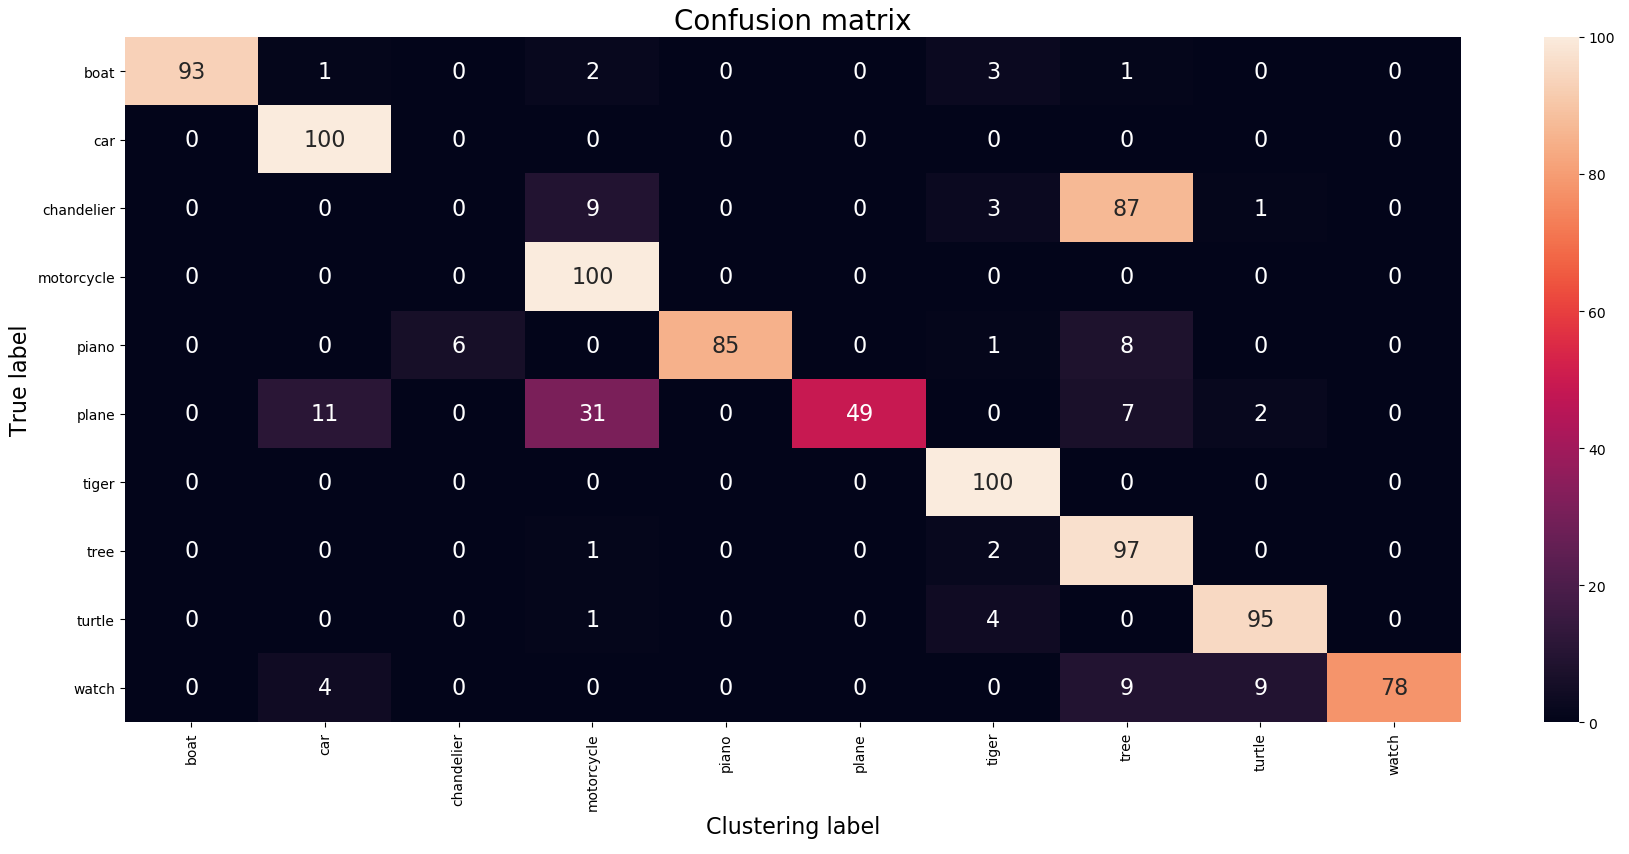 Confusion matrix
boat 93 1 0 2 0 0 3 1 0 0
car 0 100 0 0 0 0 0 0 0 0
chandelier 0 0 0 9 0 0 3 87 1 0
motorcycle 0 0 0 100 0 0 0 0 0 0
piano 0 0 6 0 85 0 1 8 0 0
plane 0 11 0 31 0 49 0 7 2 0
tiger 0 0 0 0 0 0 100 0 0 0
tree 0 0 0 1 0 0 2 97 0 0
turtle 0 0 0 1 0 0 4 0 95 0
watch 0 4 0 0 0 0 0 9 9 78
boat car chandelier motorcycle piano plane tiger tree turtle watch
Clustering label
True label
100
80
60
40
20
0